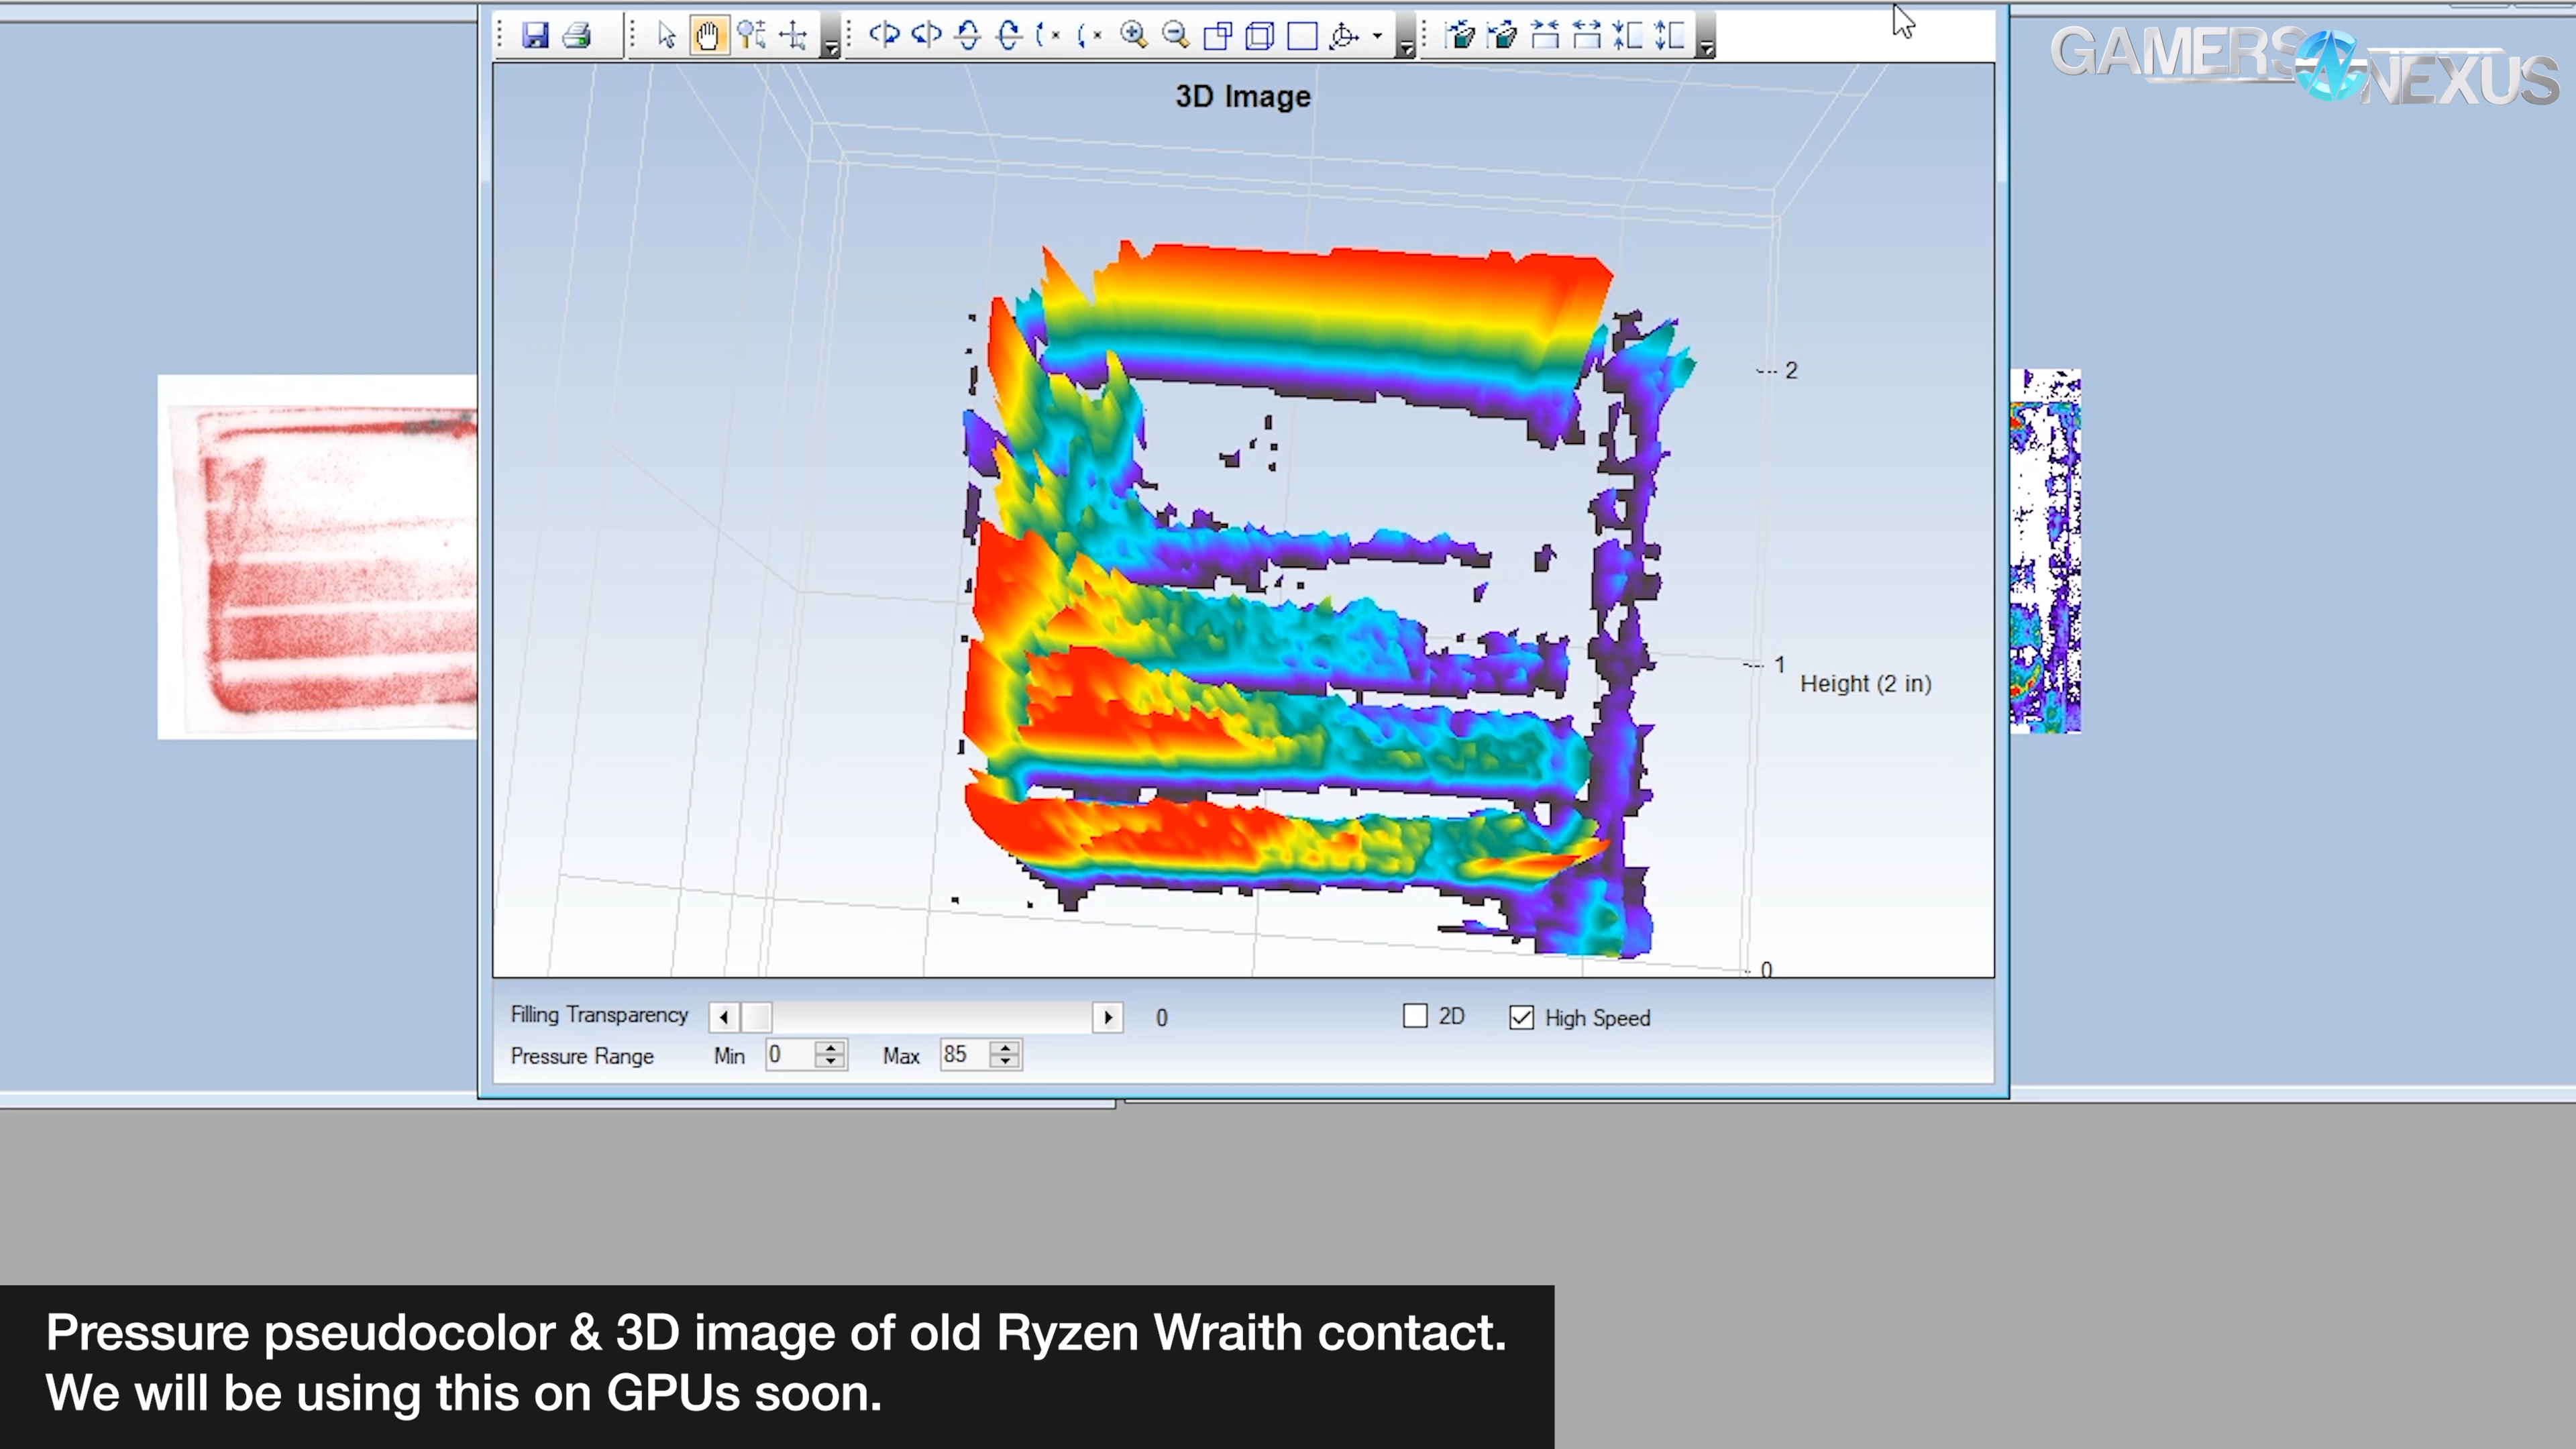 GAMERS NEXUS
3D Image
2
1
Height (2 in)
0
Filling Transparency 0 2D High Speed
Pressure Range Min 0 Max 85
Pressure pseudocolor & 3D image of old Ryzen Wraith contact.
We will be using this on GPUs soon.